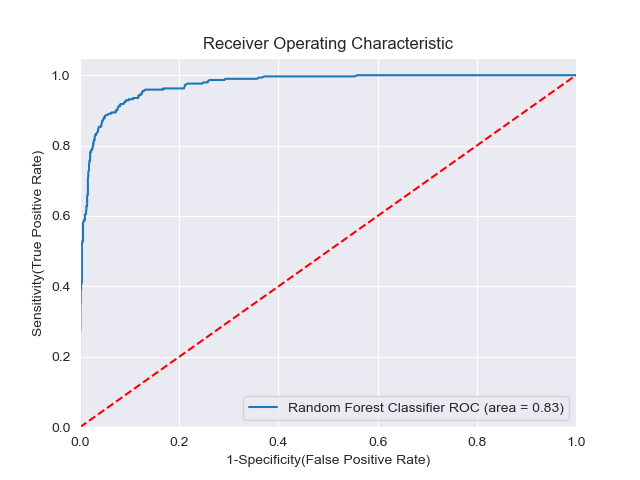 Receiver Operating Characteristic
1.0
0.8
0.6
0.4
0.2
0.0
Sensitivity(True Positive Rate)
Random Forest Classifier ROC (area = 0.83)
0.0 0.2 0.4 0.6 0.8 1.0
1-Specificity(False Positive Rate)